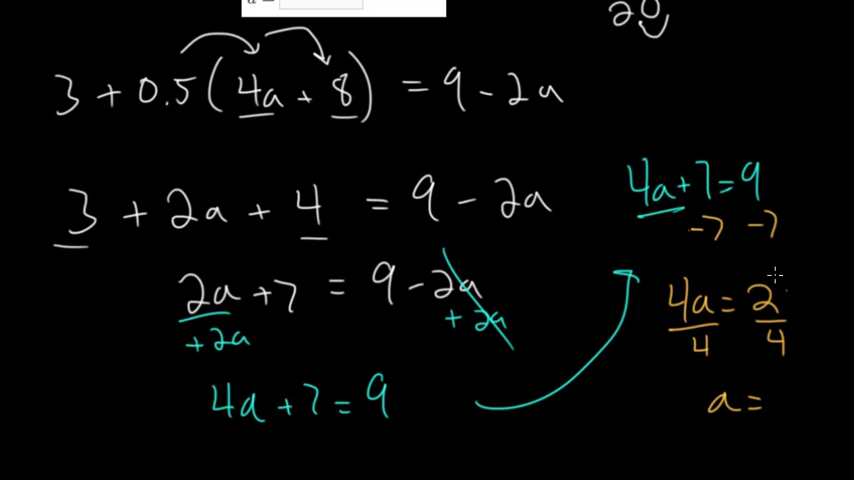 a =
20
3 + 0.5 ( 4a + 8 ) = 9 - 2a
3 + 2a + 4 = 9 - 2a
2a + 7 = 9 - 2a
+ 2a + 2a
4a + 7 = 9
4a + 7 = 9
- 7 - 7
4a = 2
4 4
a =